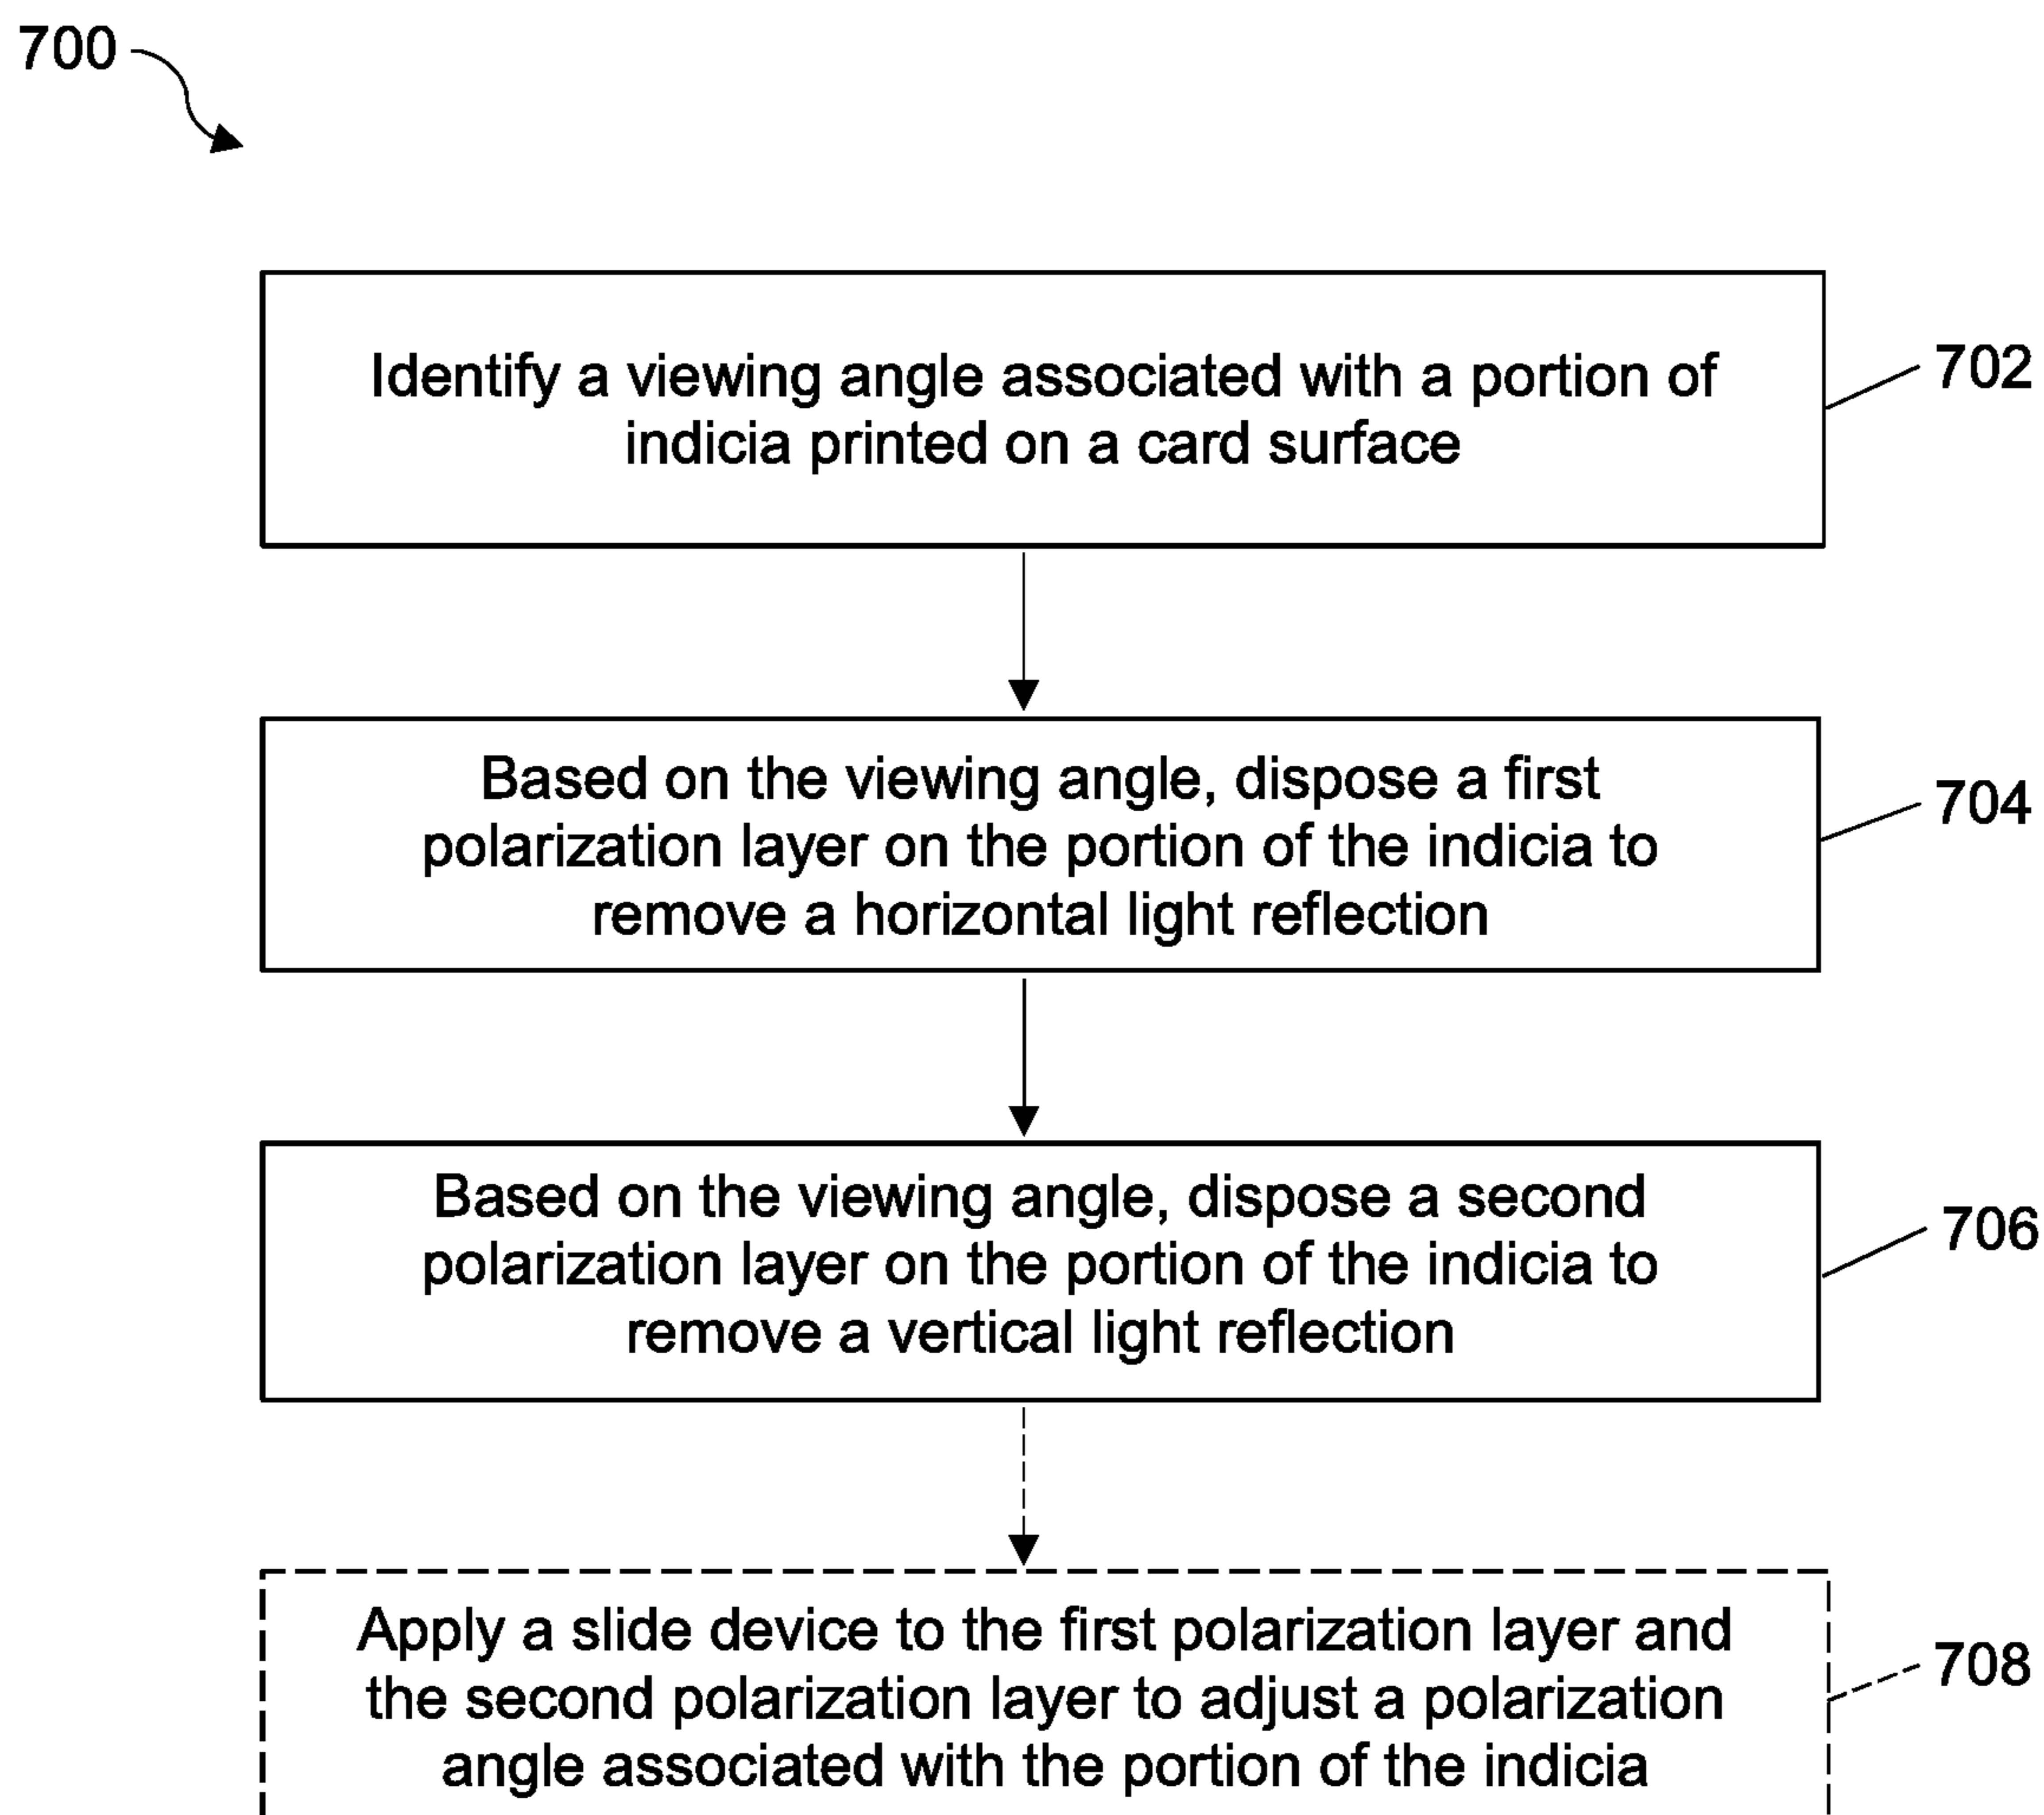 700
Identify a viewing angle associated with a portion of
indicia printed on a card surface
702
Based on the viewing angle, dispose a first
polarization layer on the portion of the indicia to
remove a horizontal light reflection
704
Based on the viewing angle, dispose a second
polarization layer on the portion of the indicia to
remove a vertical light reflection
706
Apply a slide device to the first polarization layer and
the second polarization layer to adjust a polarization
angle associated with the portion of the indicia
708